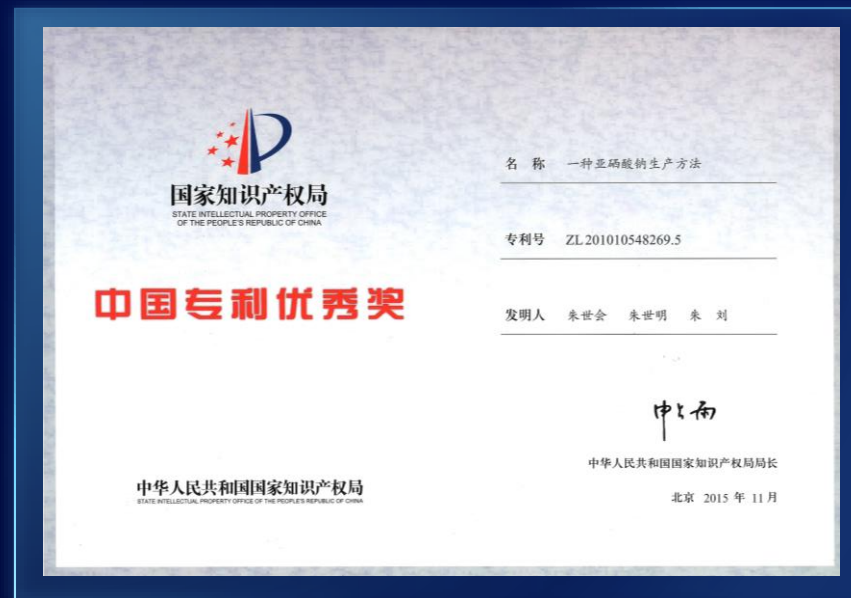 国家知识产权局
STATE INTELLECTUAL PROPERTY OFFICE
OF THE PEOPLE'S REPUBLIC OF CHINA
中国专利优秀奖
中华人民共和国国家知识产权局
STATE INTELLECTUAL PROPERTY OFFICE OF THE PEOPLE'S REPUBLIC OF CHINA
名 称 一种亚硒酸钠生产方法
专利号 ZL 201010548269.5
发明人 朱世会 朱世明 朱 刘
申长雨
中华人民共和国国家知识产权局局长
北京 2015 年 11 月